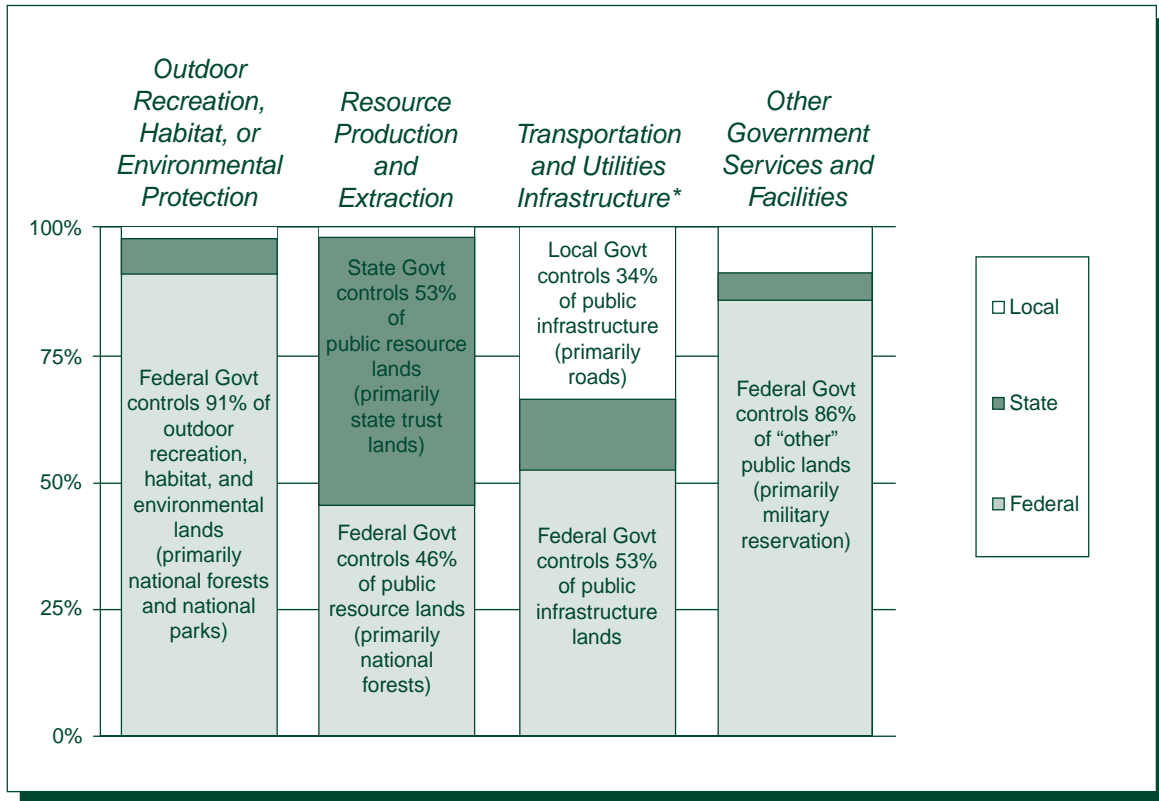 Outdoor
Recreation,
Habitat, or
Environmental
Protection
Resource
Production
and
Extraction
Transportation
and Utilities
Infrastructure*
Other
Government
Services and
Facilities
100%
75%
50%
25%
0%
Federal Govt
controls 91% of
outdoor
recreation,
habitat, and
environmental
lands
(primarily
national forests
and national
parks)
State Govt
controls 53%
of
public resource
lands
(primarily
state trust
lands)
Federal Govt
controls 46%
of public
resource lands
(primarily
national
forests)
Local Govt
controls 34%
of public
infrastructure
(primarily
roads)
Federal Govt
controls 53%
of public
infrastructure
lands
Federal Govt
controls 86%
of “other”
public lands
(primarily
military
reservation)
Local
State
Federal